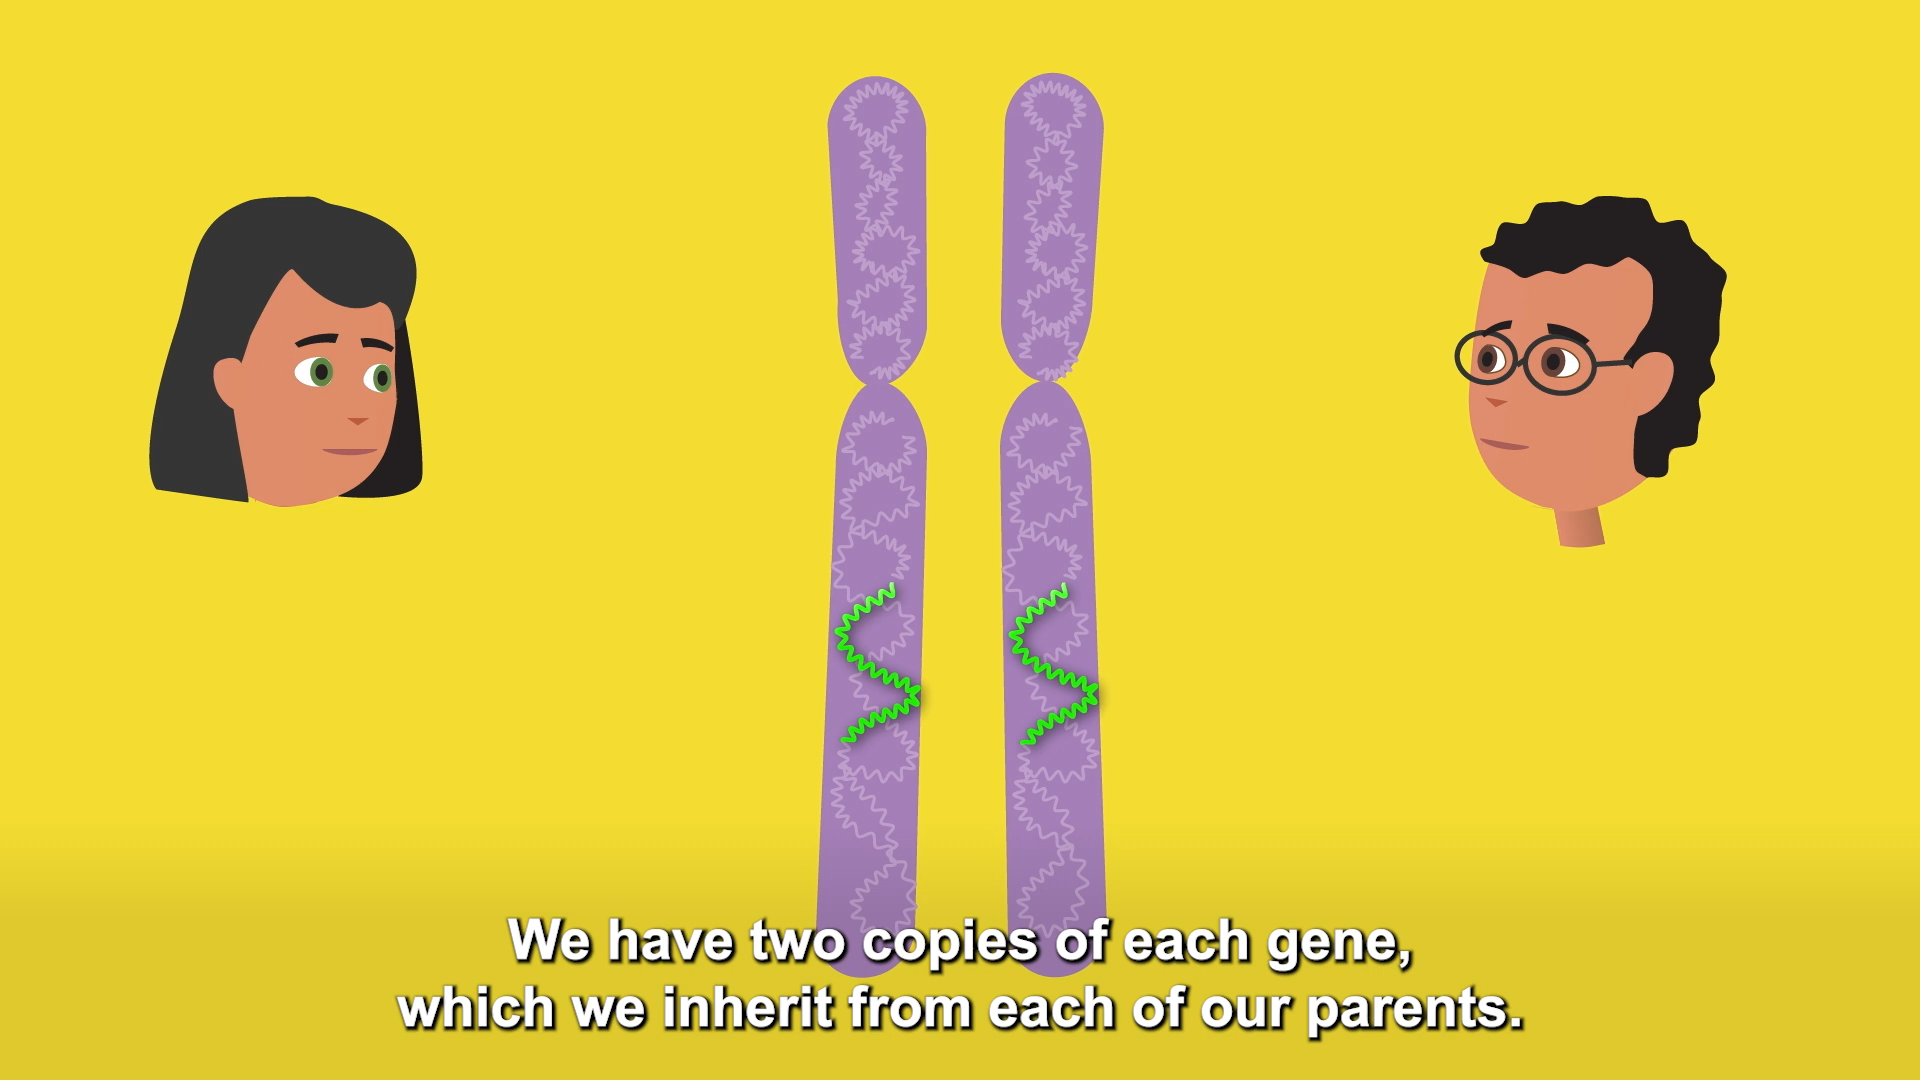 We have two copies of each gene,
which we inherit from each of our parents.